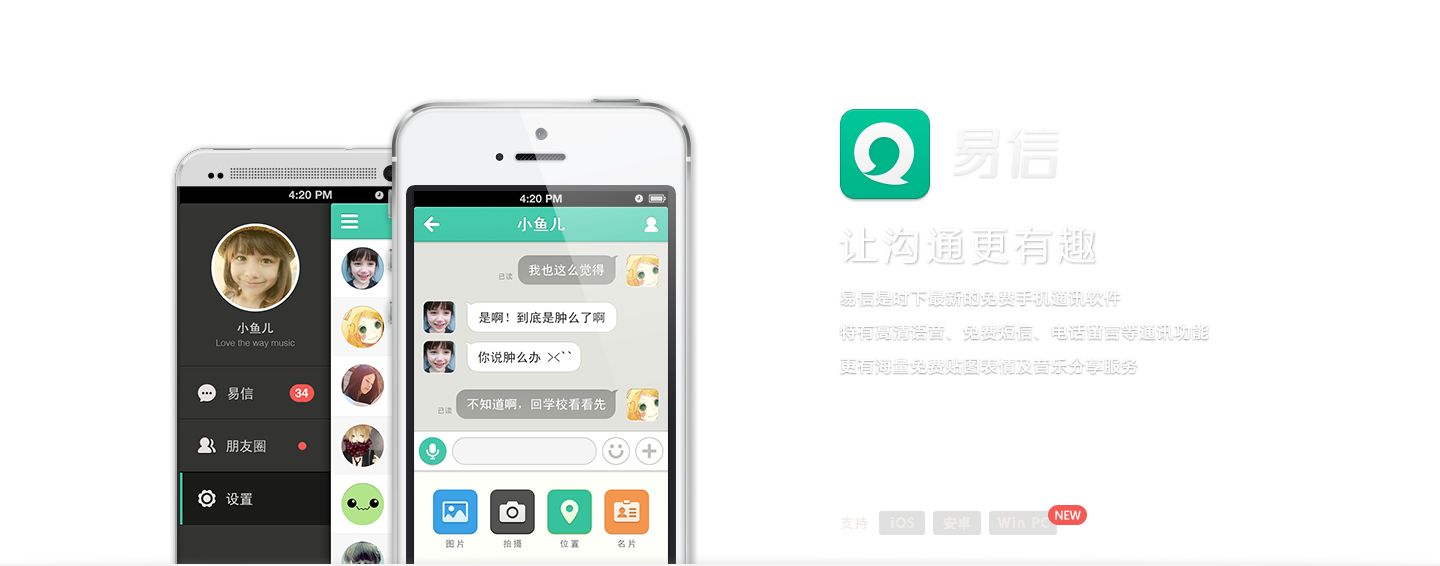 4:20 PM
小鱼儿
Love the way music
易信
34
朋友圈
设置
4:20 PM
小鱼儿
已读
我也这么觉得
是啊！到底是肿么了啊
你说肿么办 ><``
已读
不知道啊，回学校看看先
图片
拍摄
位置
名片
易信
让沟通更有趣
易信是时下最新的免费手机通讯软件
特有高清语音、免费短信、电话留言等通讯功能
更有海量免费贴图表情及音乐分享服务
支持 iOS 安卓 Win PC NEW